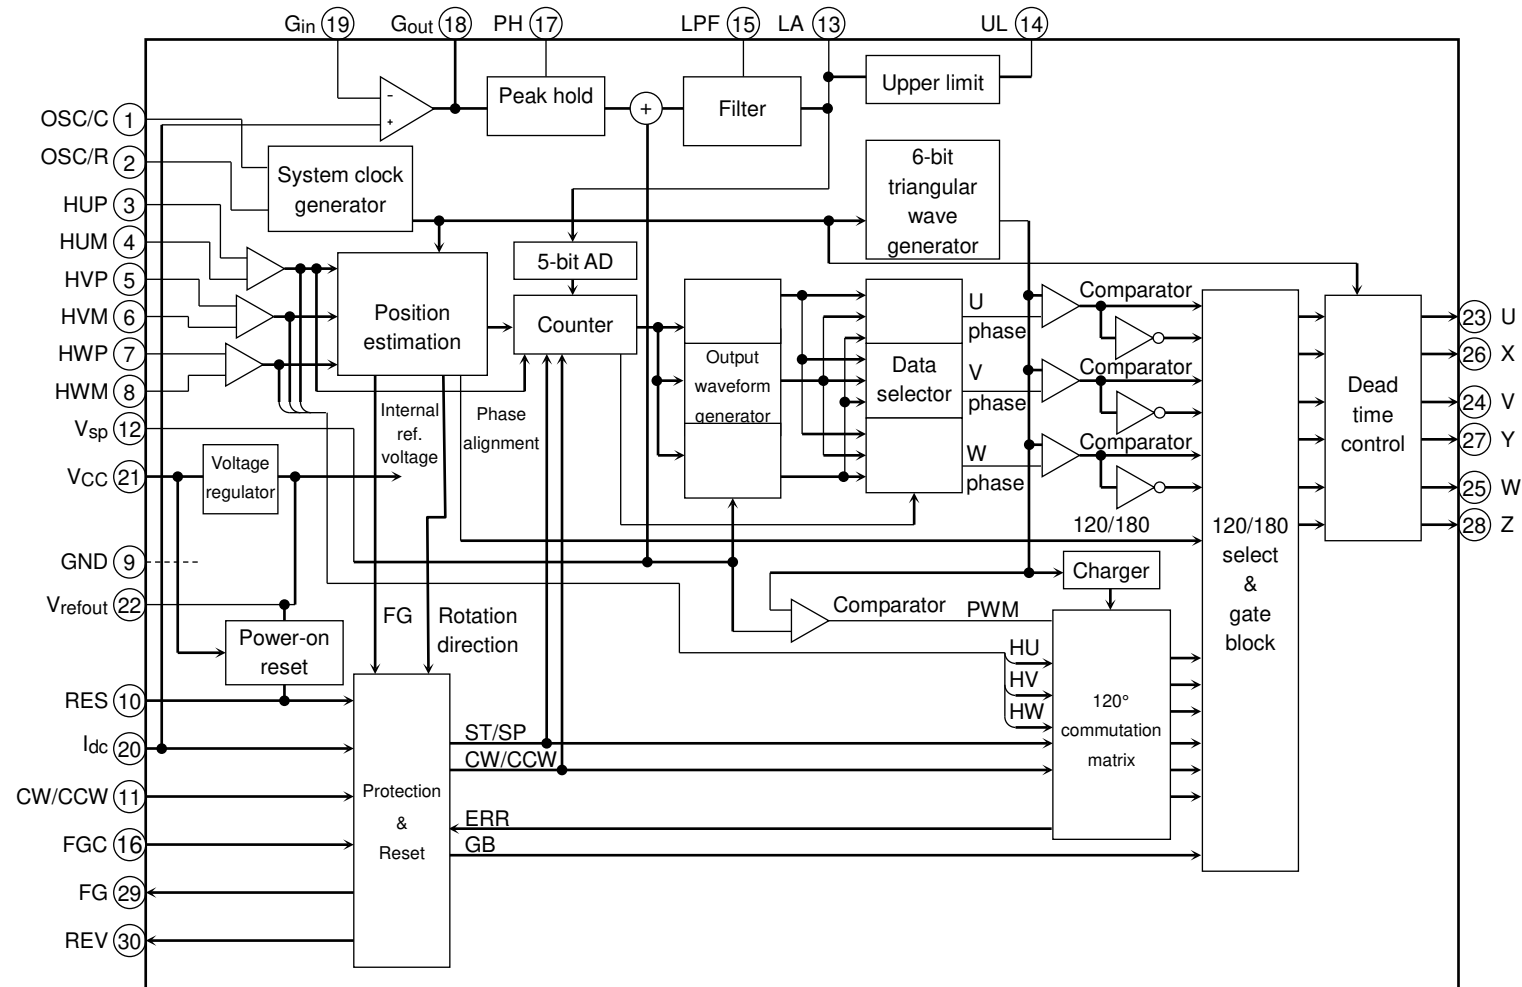 Gin 19
Gout 18
PH 17
LPF 15
LA 13
UL 14
OSC/C 1
OSC/R 2
HUP 3
HUM 4
HVP 5
HVM 6
HWP 7
HWM 8
Vsp 12
VCC 21
GND 9
Vrefout 22
RES 10
Idc 20
CW/CCW 11
FGC 16
FG 29
REV 30
−
+
Peak hold
+
Filter
Upper limit
System clock
generator
6-bit
triangular
wave
generator
5-bit AD
Position
estimation
Counter
Output
waveform
generator
Data
selector
U
phase
V
phase
W
phase
Comparator
Comparator
Comparator
120/180
120/180
select
&
gate
block
Dead
time
control
23 U
26 X
24 V
27 Y
25 W
28 Z
Internal
ref.
voltage
Phase
alignment
Voltage
regulator
Power-on
reset
FG
Rotation
direction
Charger
Comparator
PWM
HU
HV
HW
120°
commutation
matrix
ST/SP
CW/CCW
ERR
GB
Protection
&
Reset